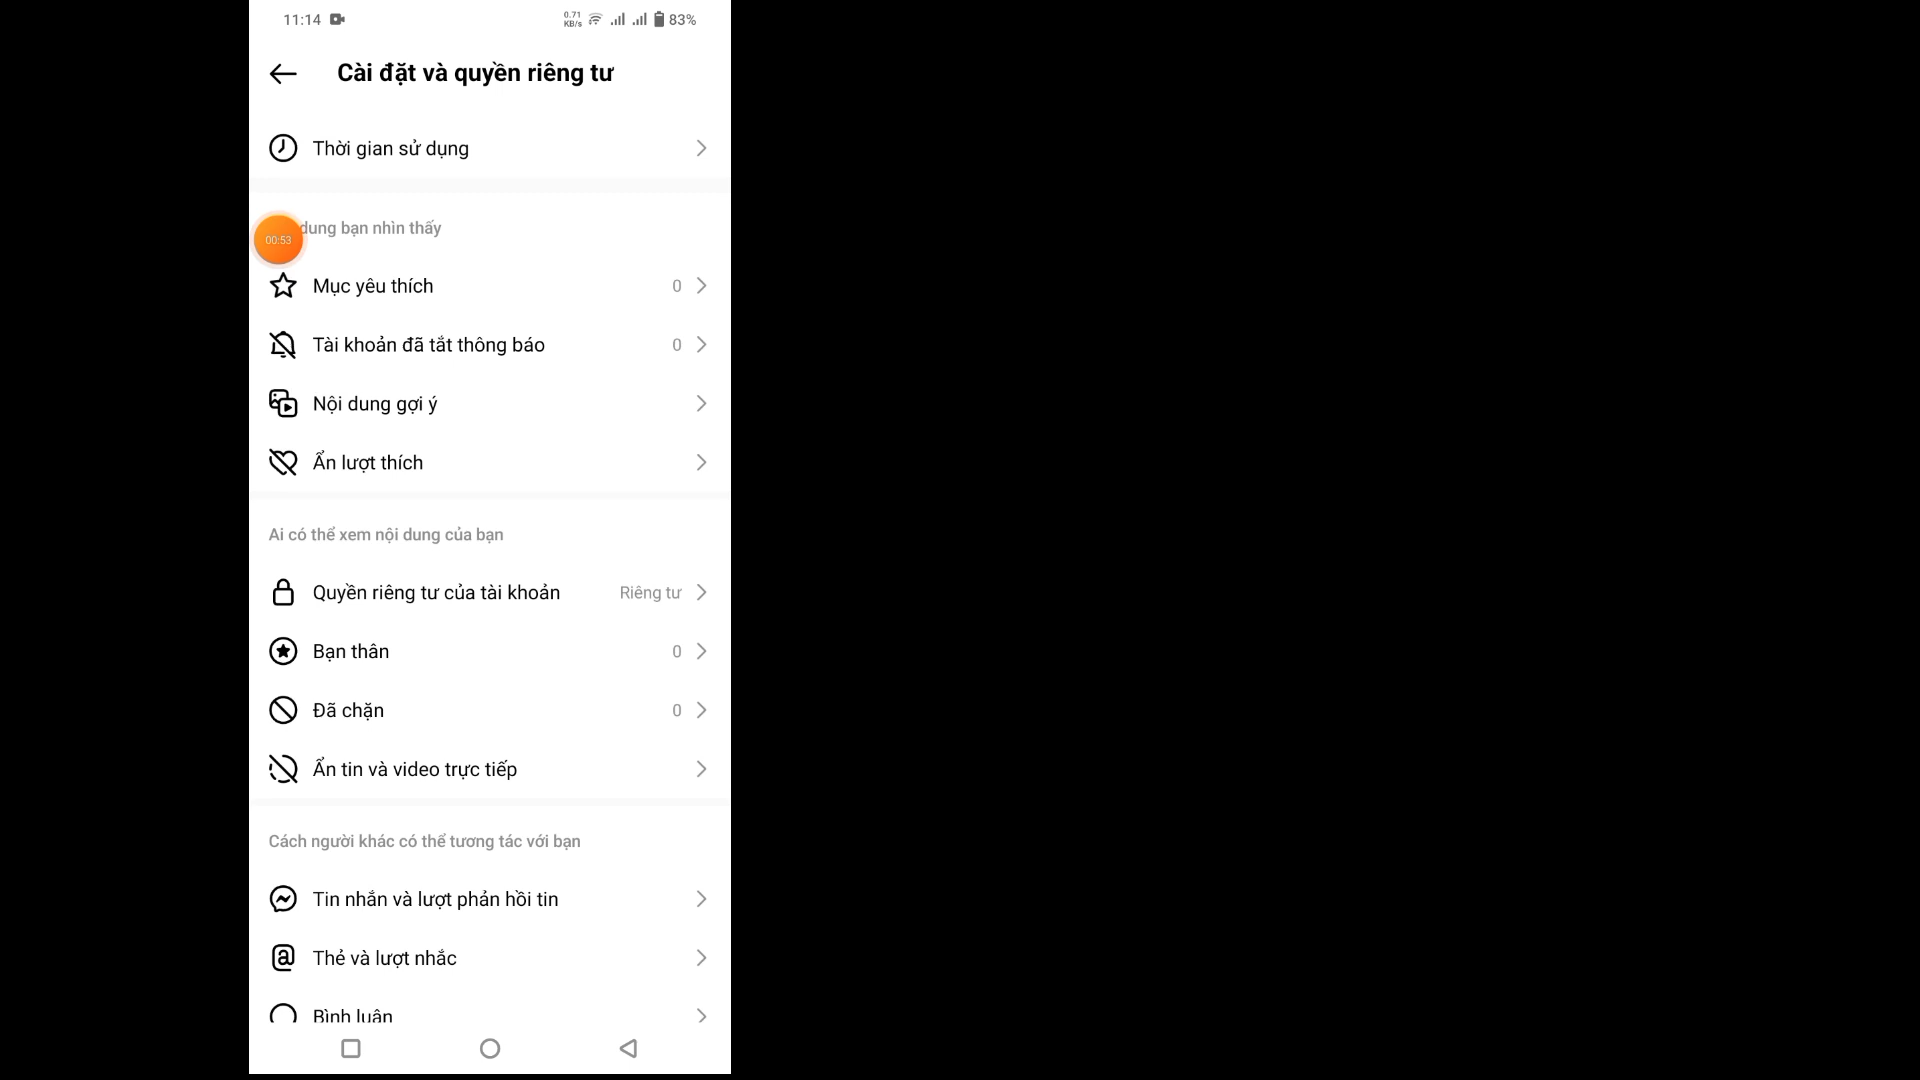 11:14
0.71 KB/s
83%
Cài đặt và quyền riêng tư
Thời gian sử dụng
dung bạn nhìn thấy
00:53
Mục yêu thích 0
Tài khoản đã tắt thông báo 0
Nội dung gợi ý
Ẩn lượt thích
Ai có thể xem nội dung của bạn
Quyền riêng tư của tài khoản Riêng tư
Bạn thân 0
Đã chặn 0
Ẩn tin và video trực tiếp
Cách người khác có thể tương tác với bạn
Tin nhắn và lượt phản hồi tin
Thẻ và lượt nhắc
Bình luận